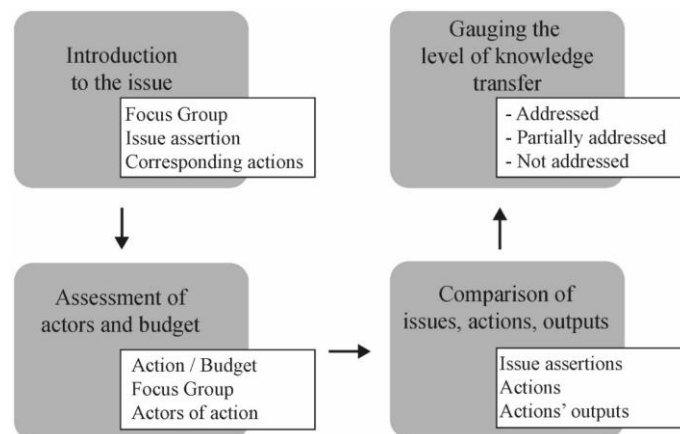 Introduction
to the issue
Focus Group
Issue assertion
Corresponding actions
Assessment of
actors and budget
Action / Budget
Focus Group
Actors of action
Comparison of
issues, actions, outputs
Issue assertions
Actions
Actions’ outputs
Gauging the
level of knowledge
transfer
- Addressed
- Partially addressed
- Not addressed